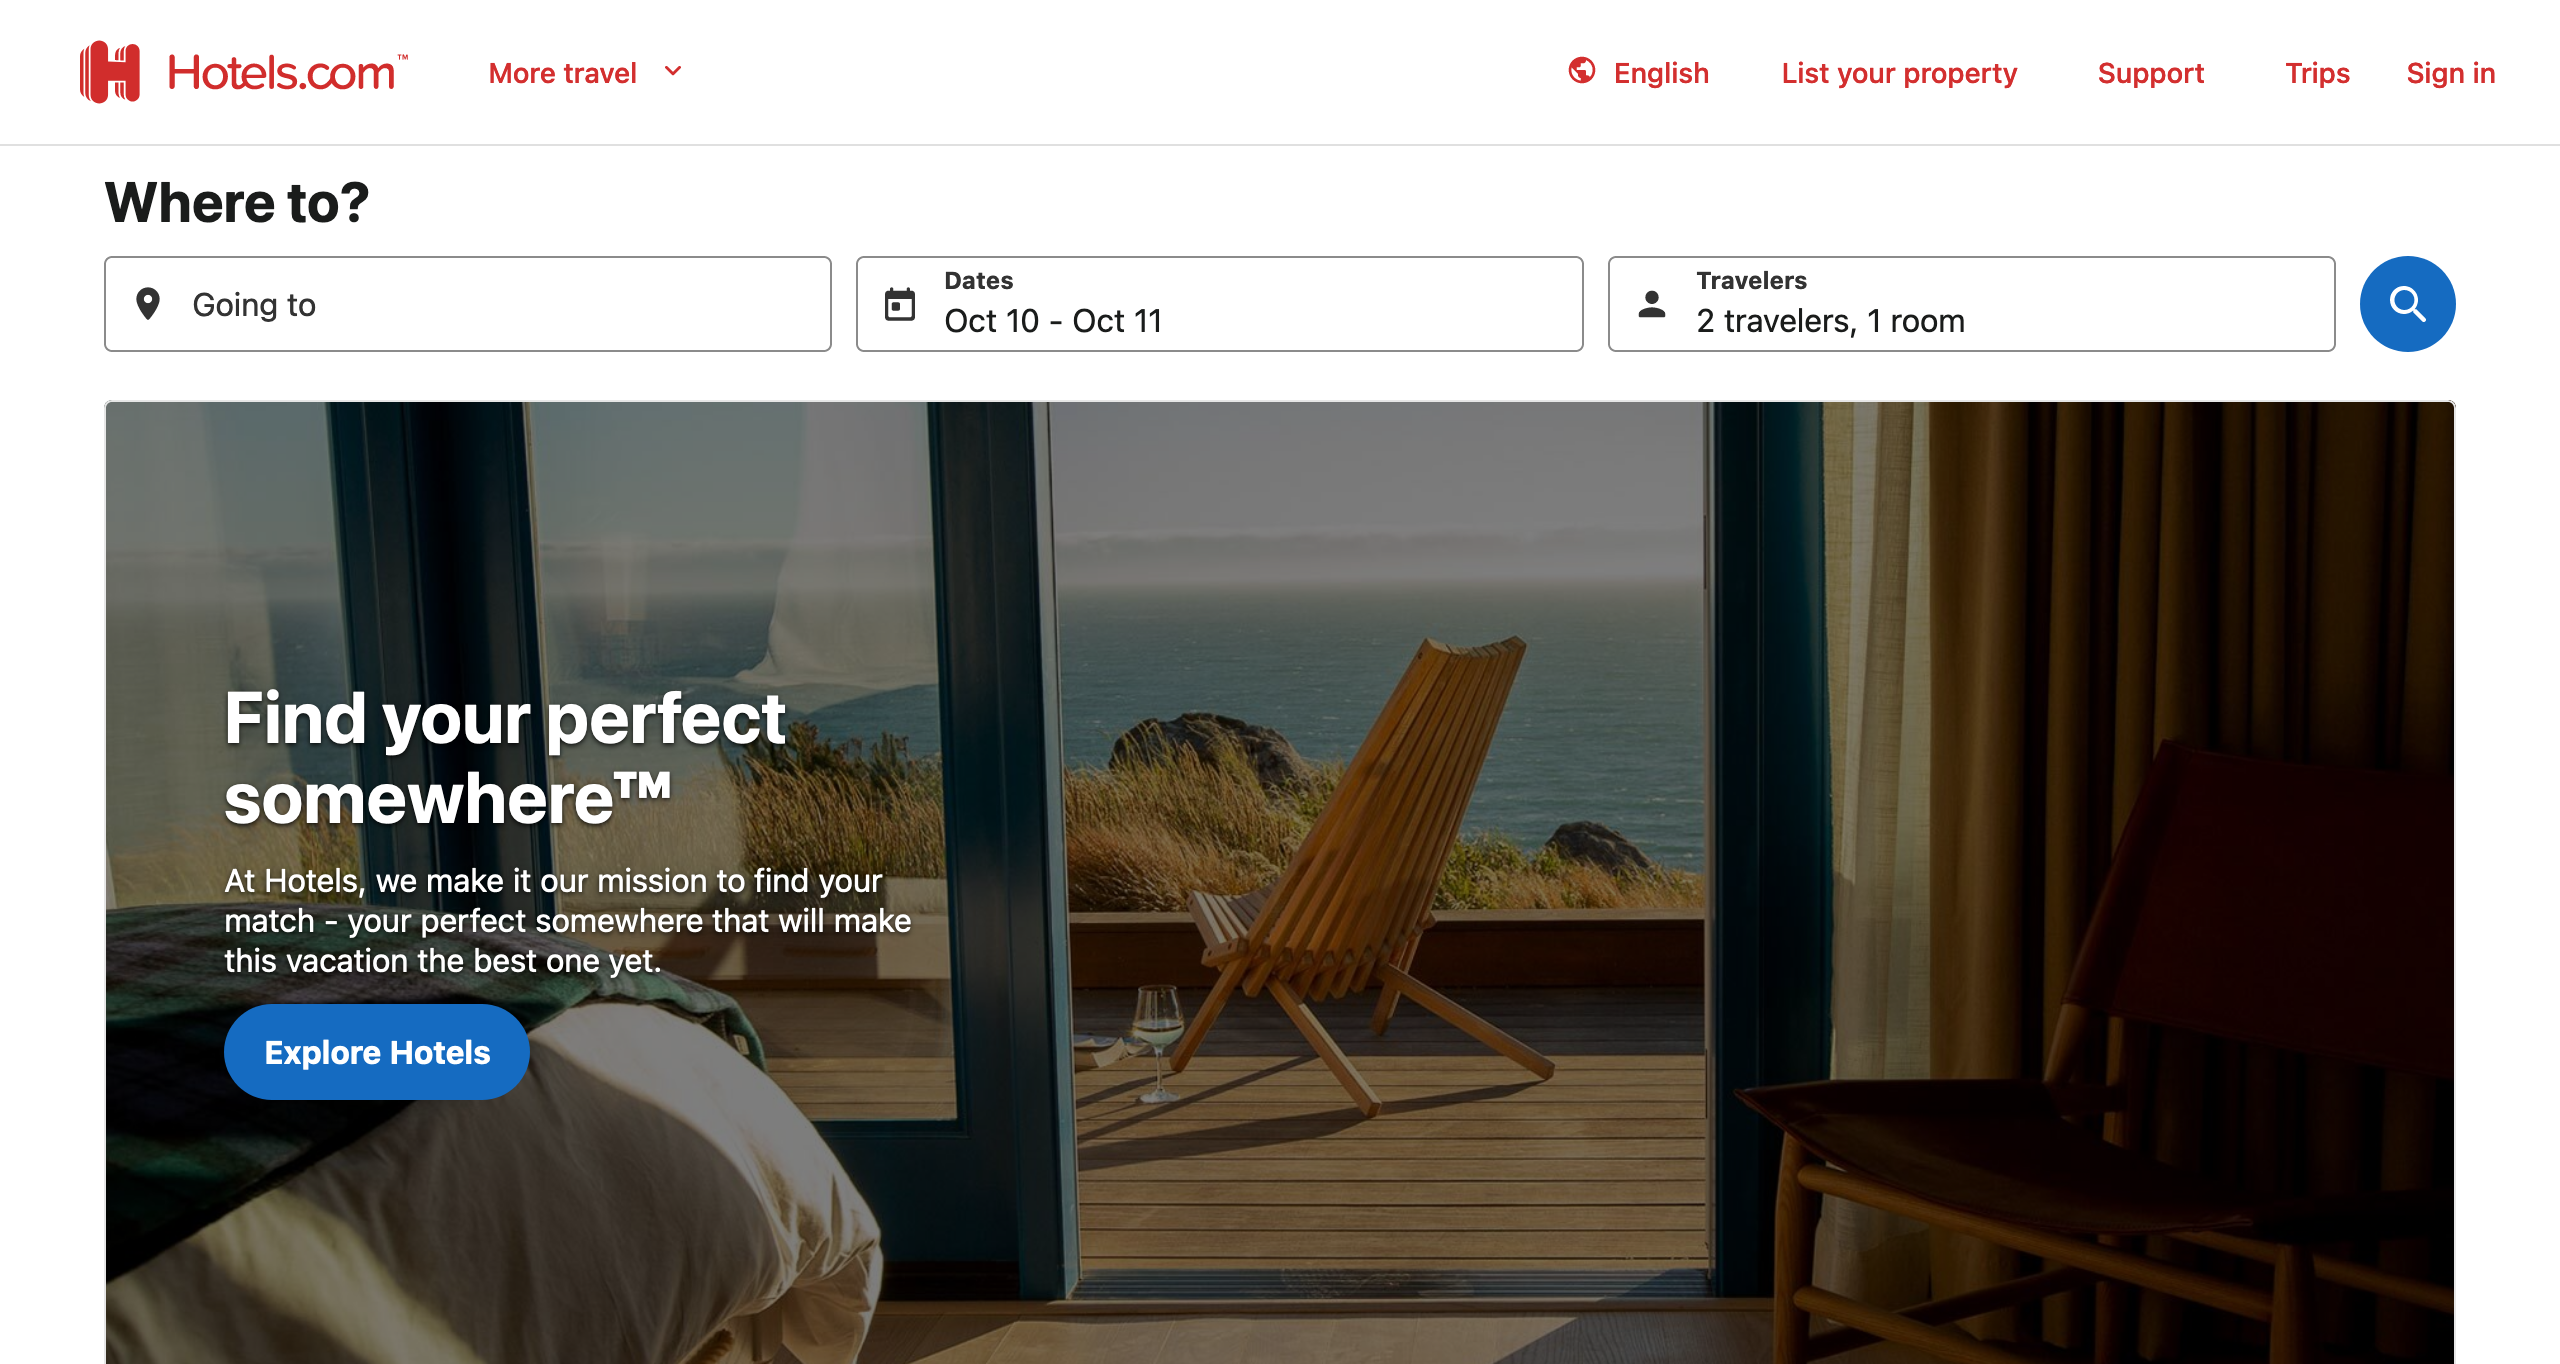 Hotels.com™
More travel
English
List your property
Support
Trips
Sign in
Where to?
Going to
Dates
Oct 10 - Oct 11
Travelers
2 travelers, 1 room
Find your perfect
somewhere™
At Hotels, we make it our mission to find your
match - your perfect somewhere that will make
this vacation the best one yet.
Explore Hotels